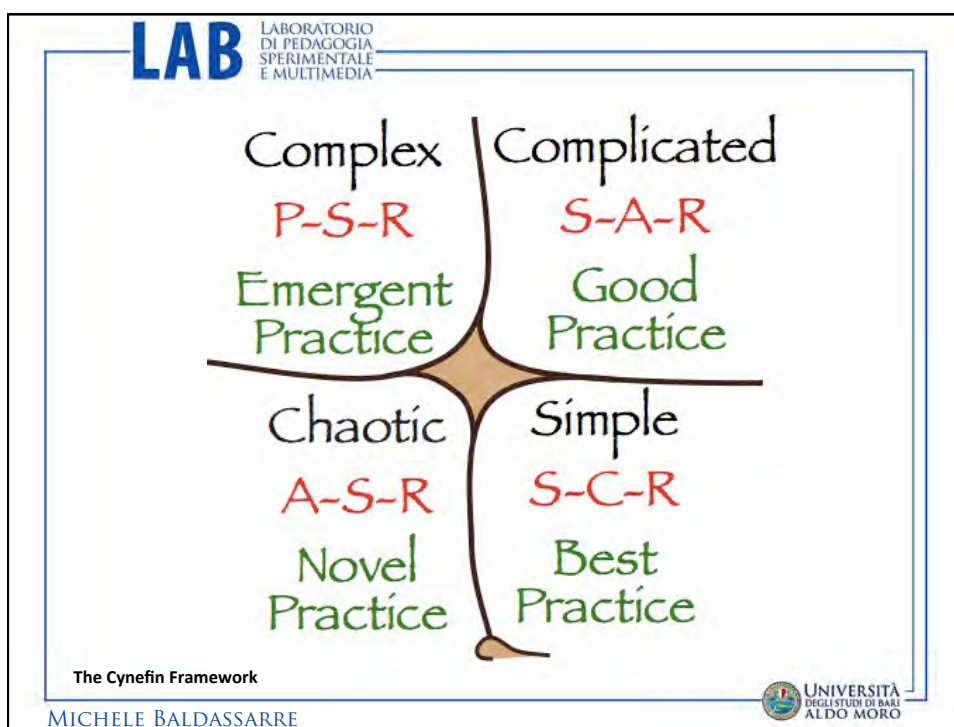 LAB
LABORATORIO
DI PEDAGOGIA
SPERIMENTALE
E MULTIMEDIA
Complex
P-S-R
Emergent
Practice
Complicated
S-A-R
Good
Practice
Chaotic
A-S-R
Novel
Practice
Simple
S-C-R
Best
Practice
The Cynefin Framework
MICHELE BALDASSARRE
UNIVERSITÀ
DEGLI STUDI DI BARI
ALDO MORO